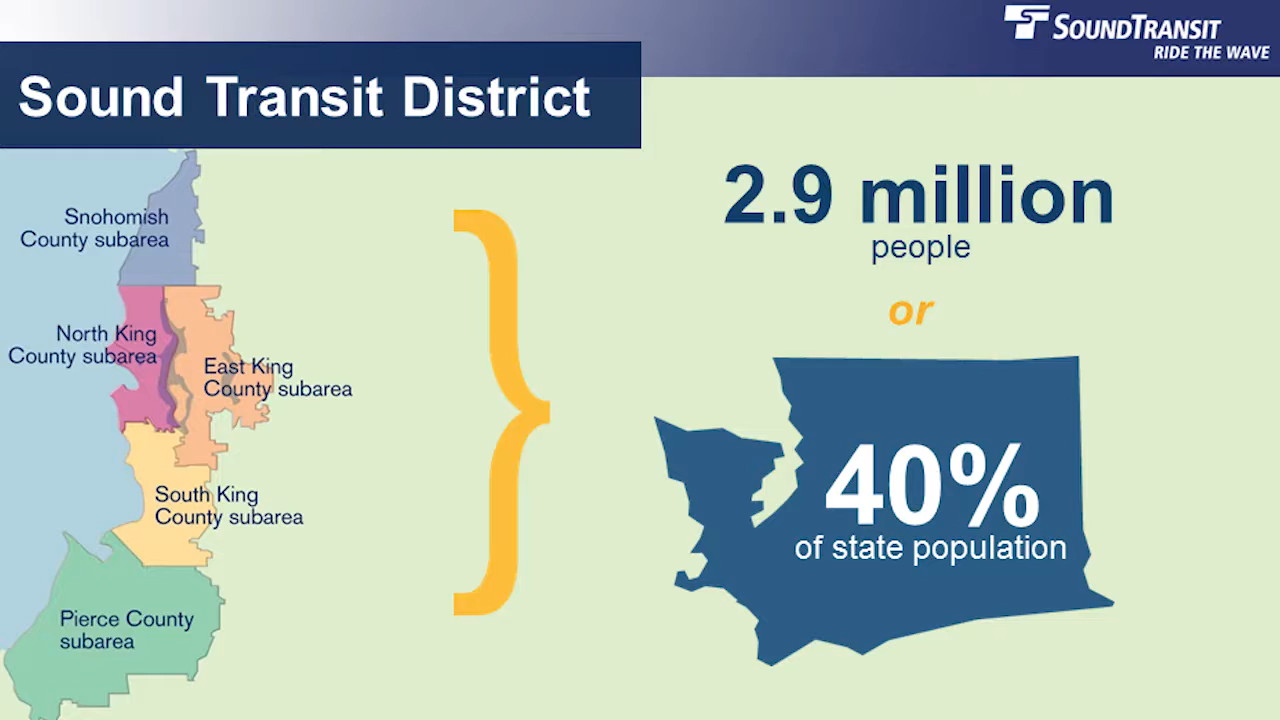 SOUNDTRANSIT
RIDE THE WAVE
Sound Transit District
Snohomish
County subarea
North King
County subarea
East King
County subarea
South King
County subarea
Pierce County
subarea
2.9 million
people
or
40%
of state population